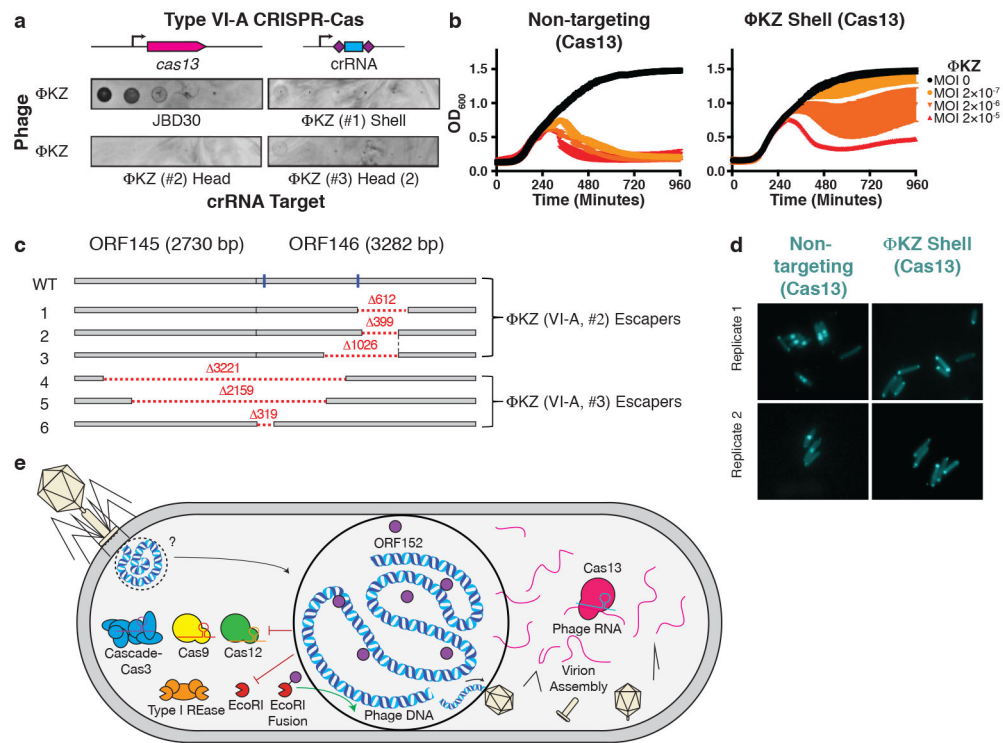 a
Type VI-A CRISPR-Cas
cas13
crRNA
Phage
ΦKZ
JBD30
ΦKZ (#1) Shell
ΦKZ
ΦKZ (#2) Head
ΦKZ (#3) Head (2)
crRNA Target
b
Non-targeting
(Cas13)
ΦKZ Shell (Cas13)
OD600
1.5
1.0
0.5
0.0
0
240
480
720
960
Time (Minutes)
1.5
1.0
0.5
0.0
0
240
480
720
960
Time (Minutes)
ΦKZ
MOI 0
MOI 2×10-7
MOI 2×10-6
MOI 2×10-5
c
ORF145 (2730 bp)
ORF146 (3282 bp)
WT
1
Δ612
2
Δ399
3
Δ1026
ΦKZ (VI-A, #2) Escapers
4
Δ3221
5
Δ2159
6
Δ319
ΦKZ (VI-A, #3) Escapers
d
Non-
targeting
(Cas13)
ΦKZ Shell
(Cas13)
Replicate 1
Replicate 2
e
?
ORF152
Cas13
Phage RNA
Cascade-
Cas3
Cas9
Cas12
Type I REase
EcoRI
EcoRI
Fusion
Phage DNA
Virion
Assembly